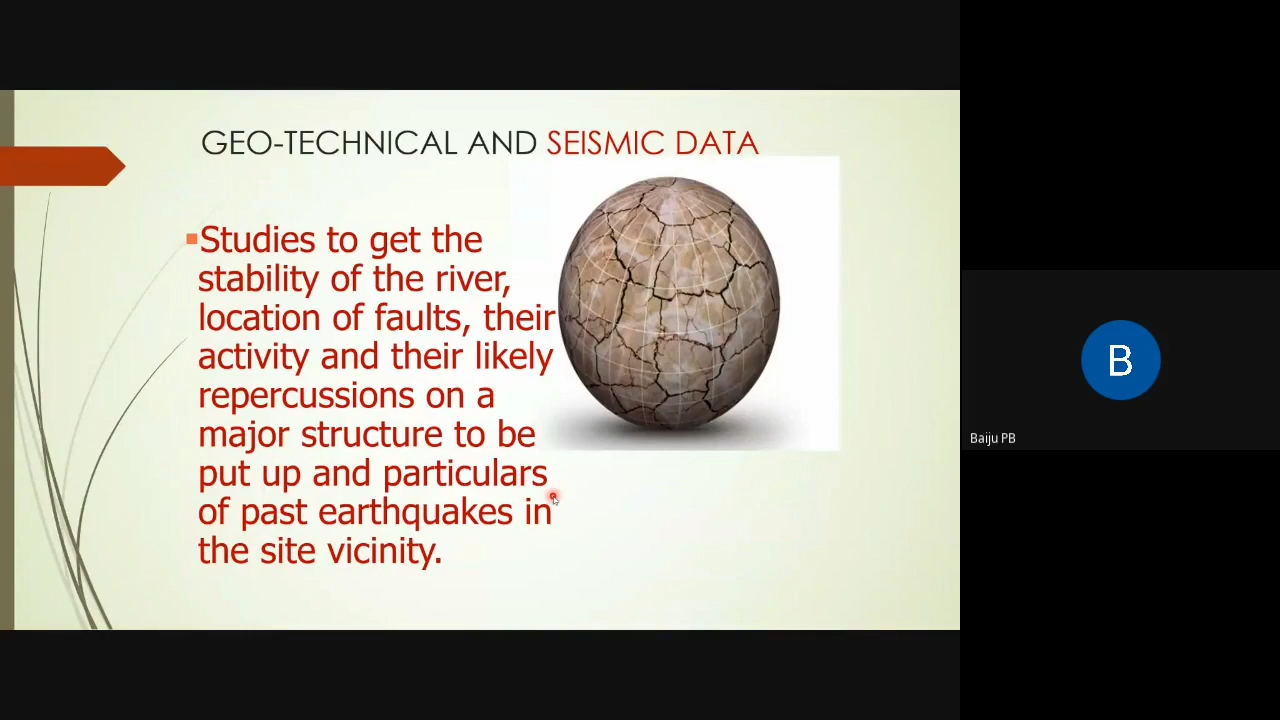 GEO-TECHNICAL AND SEISMIC DATA
Studies to get the
stability of the river,
location of faults, their
activity and their likely
repercussions on a
major structure to be
put up and particulars
of past earthquakes in
the site vicinity.
B
Baiju PB